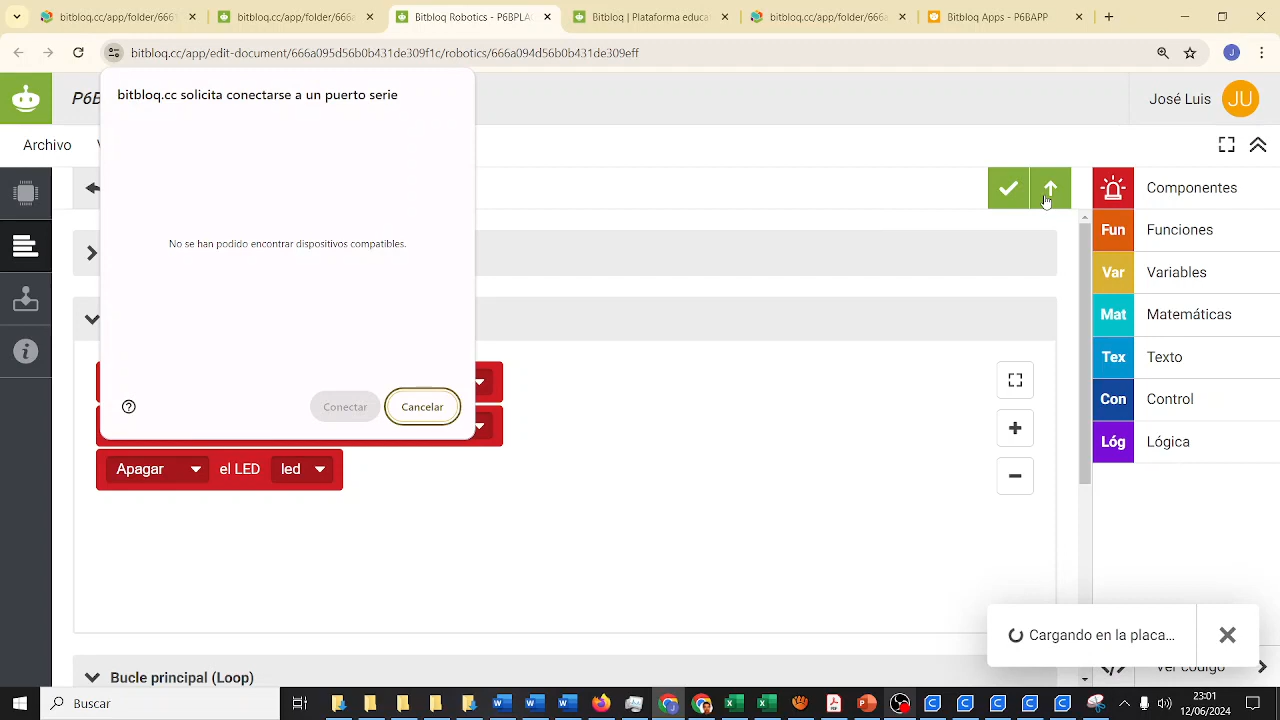 bitbloq.cc/app/folder/666
bitbloq.cc/app/folder/666a
Bitbloq Robotics - P6BPLA
Bitbloq | Plataforma educa
bitbloq.cc/app/folder/666a
Bitbloq Apps - P6BAPP
bitbloq.cc/app/edit-document/666a095d56b0b431de309f1c/robotics/666a094d56b0b431de309eff
J
bitbloq.cc solicita conectarse a un puerto serie
P6B
José Luis
JU
Archivo
No se han podido encontrar dispositivos compatibles.
Conectar
Cancelar
Componentes
Fun
Funciones
Var
Variables
Mat
Matemáticas
Tex
Texto
Con
Control
Lóg
Lógica
Apagar
el LED
led
Cargando en la placa...
Bucle principal (Loop)
Ver código
Buscar
23:01
12/06/2024